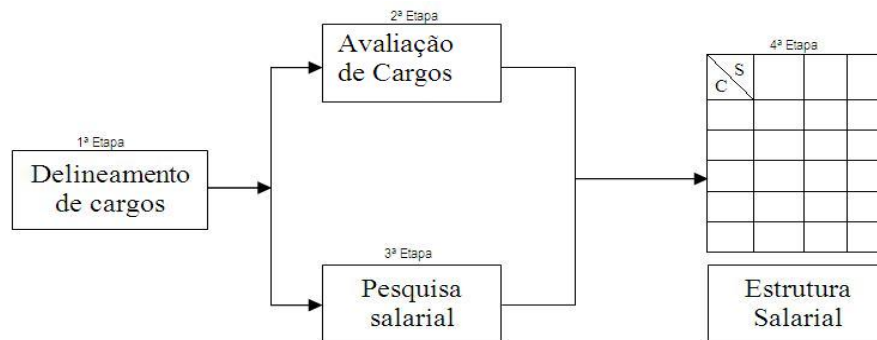 1ª Etapa
Delineamento
de cargos
2ª Etapa
Avaliação
de Cargos
3ª Etapa
Pesquisa
salarial
4ª Etapa
S
C
Estrutura
Salarial